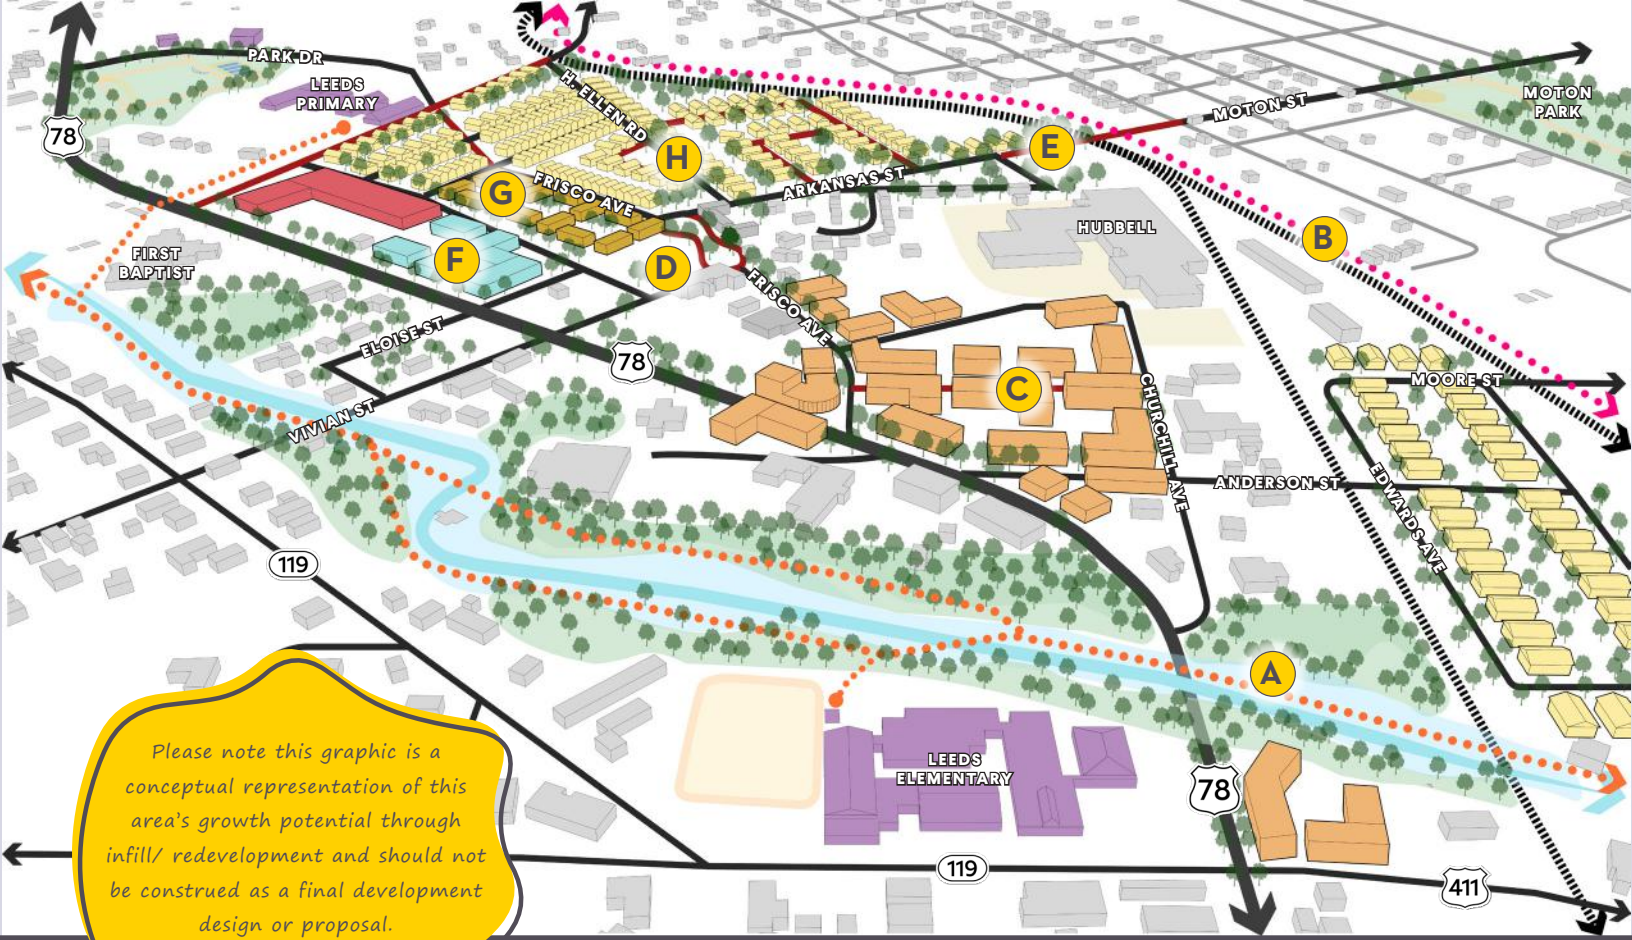 PARK DR
LEEDS
PRIMARY
78
H. ELLEN RD
MOTON ST
MOTON
PARK
E
H
ARKANSAS ST
G
FRISCO AVE
HUBBELL
B
FIRST
BAPTIST
F
D
FRISCO AVE
ELOISE ST
78
C
MOORE ST
VIVIAN ST
CHURCHILL AVE
ANDERSON ST
EDWARDS AVE
119
A
LEEDS
ELEMENTARY
78
119
411
Please note this graphic is a
conceptual representation of this
area's growth potential through
infill/ redevelopment and should not
be construed as a final development
design or proposal.